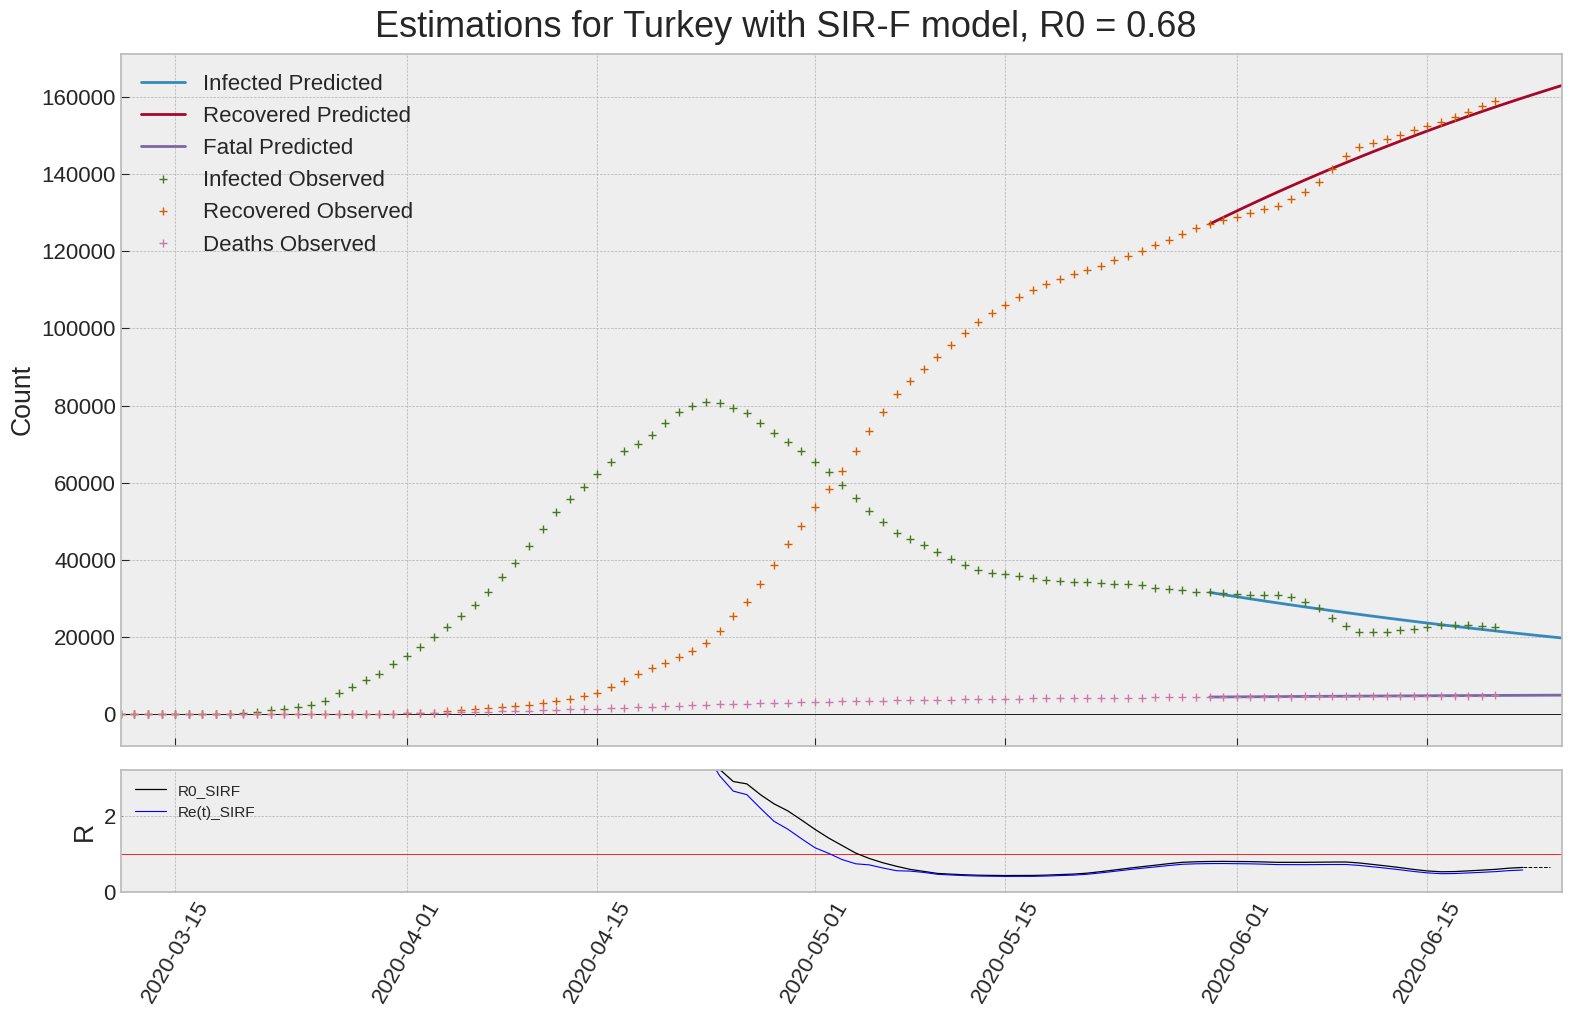 Estimations for Turkey with SIR-F model, R0 = 0.68
Infected Predicted
Recovered Predicted
Fatal Predicted
Infected Observed
Recovered Observed
Deaths Observed
160000
140000
120000
100000
80000
60000
40000
20000
0
Count
R0_SIRF
Re(t)_SIRF
2
0
R
2020-03-15
2020-04-01
2020-04-15
2020-05-01
2020-05-15
2020-06-01
2020-06-15